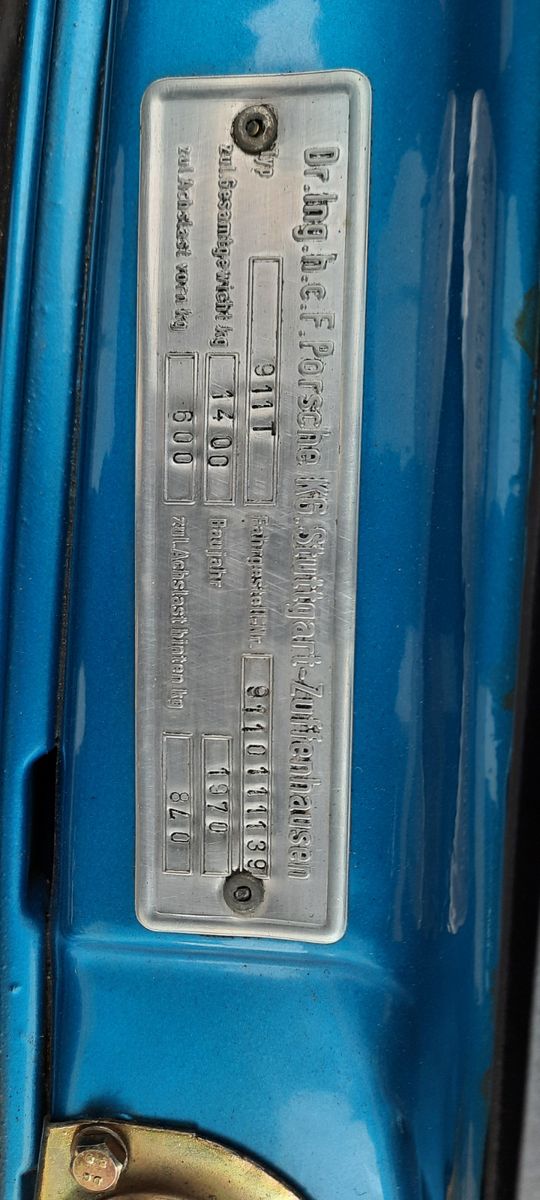 Dr.Ing.h.c.F.Porsche KG.Stuttgart-Zuffenhausen
Typ 911T Fahrgestell-Nr. 9110111139
zul.Gesamtgewicht kg 1400 Baujahr 1970
zul.Achslast vorn kg 600 zul.Achslast hinten kg 840